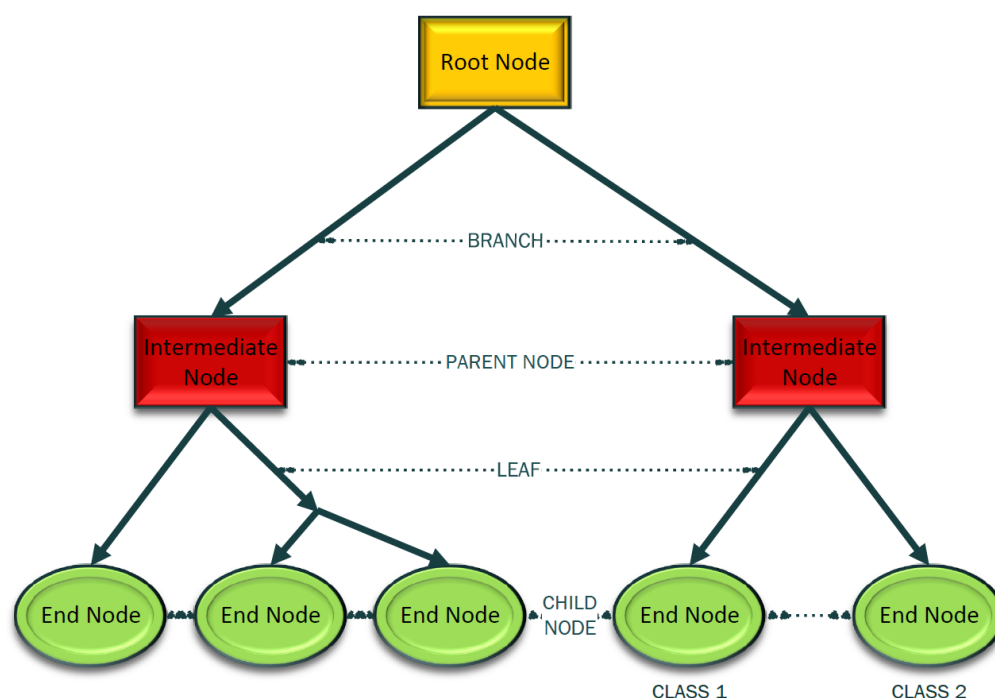 Root Node
BRANCH
Intermediate
Node
PARENT NODE
Intermediate
Node
LEAF
End Node
End Node
End Node
CHILD
NODE
End Node
End Node
CLASS 1
CLASS 2